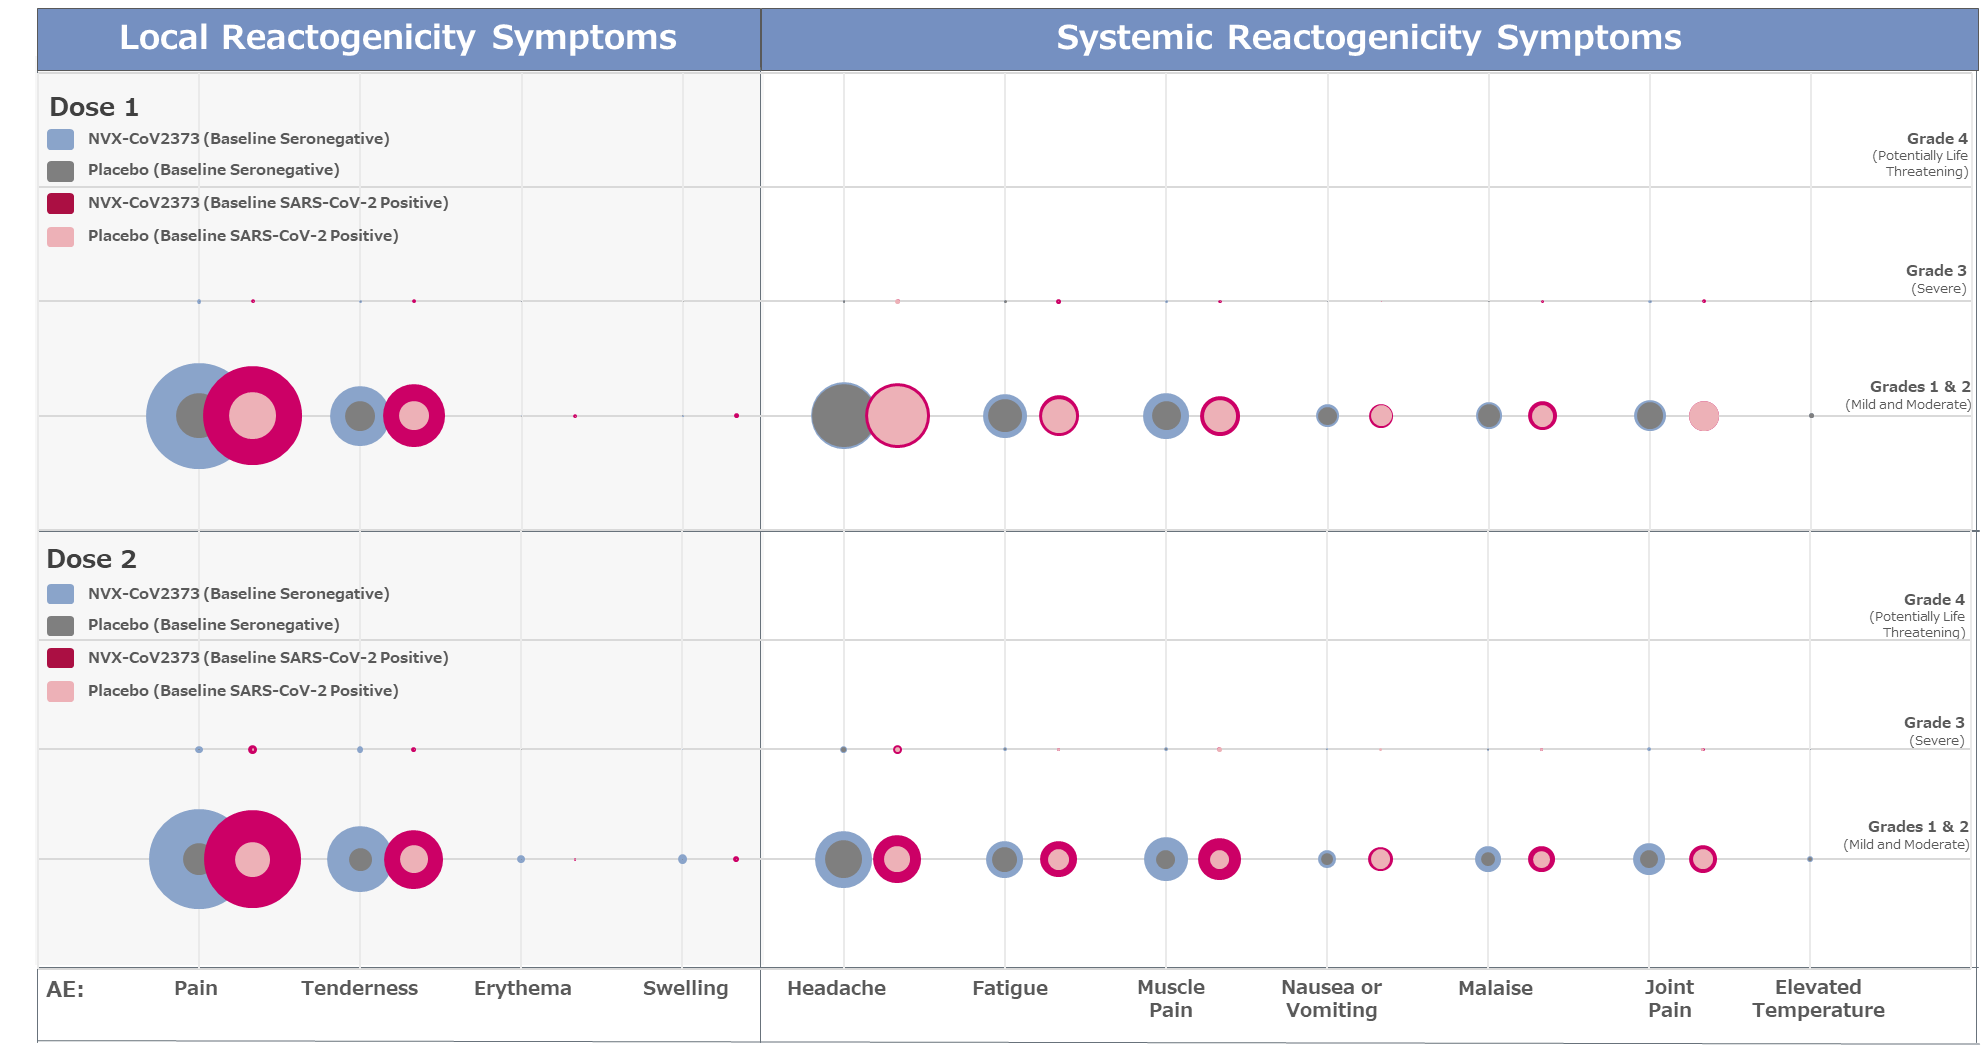 Local Reactogenicity Symptoms
Systemic Reactogenicity Symptoms
Dose 1
NVX-CoV2373 (Baseline Seronegative)
Placebo (Baseline Seronegative)
NVX-CoV2373 (Baseline SARS-CoV-2 Positive)
Placebo (Baseline SARS-CoV-2 Positive)
Grade 4
(Potentially Life
Threatening)
Grade 3
(Severe)
Grades 1 & 2
(Mild and Moderate)
Dose 2
NVX-CoV2373 (Baseline Seronegative)
Placebo (Baseline Seronegative)
NVX-CoV2373 (Baseline SARS-CoV-2 Positive)
Placebo (Baseline SARS-CoV-2 Positive)
Grade 4
(Potentially Life
Threatening)
Grade 3
(Severe)
Grades 1 & 2
(Mild and Moderate)
AE:
Pain
Tenderness
Erythema
Swelling
Headache
Fatigue
Muscle
Pain
Nausea or
Vomiting
Malaise
Joint
Pain
Elevated
Temperature